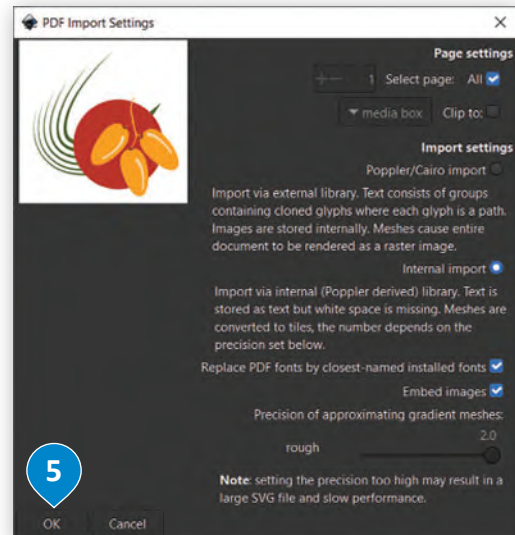 PDF Import Settings
Page settings
1 Select page: All
media box Clip to:
Import settings
Poppler/Cairo import
Import via external library. Text consists of groups
containing cloned glyphs where each glyph is a path.
Images are stored internally. Meshes cause entire
document to be rendered as a raster image.
Internal import
Import via internal (Poppler derived) library. Text is
stored as text but white space is missing. Meshes are
converted to tiles, the number depends on the
precision set below.
Replace PDF fonts by closest-named installed fonts
Embed images
Precision of approximating gradient meshes:
2.0
rough
Note: setting the precision too high may result in a
large SVG file and slow performance.
5
OK Cancel